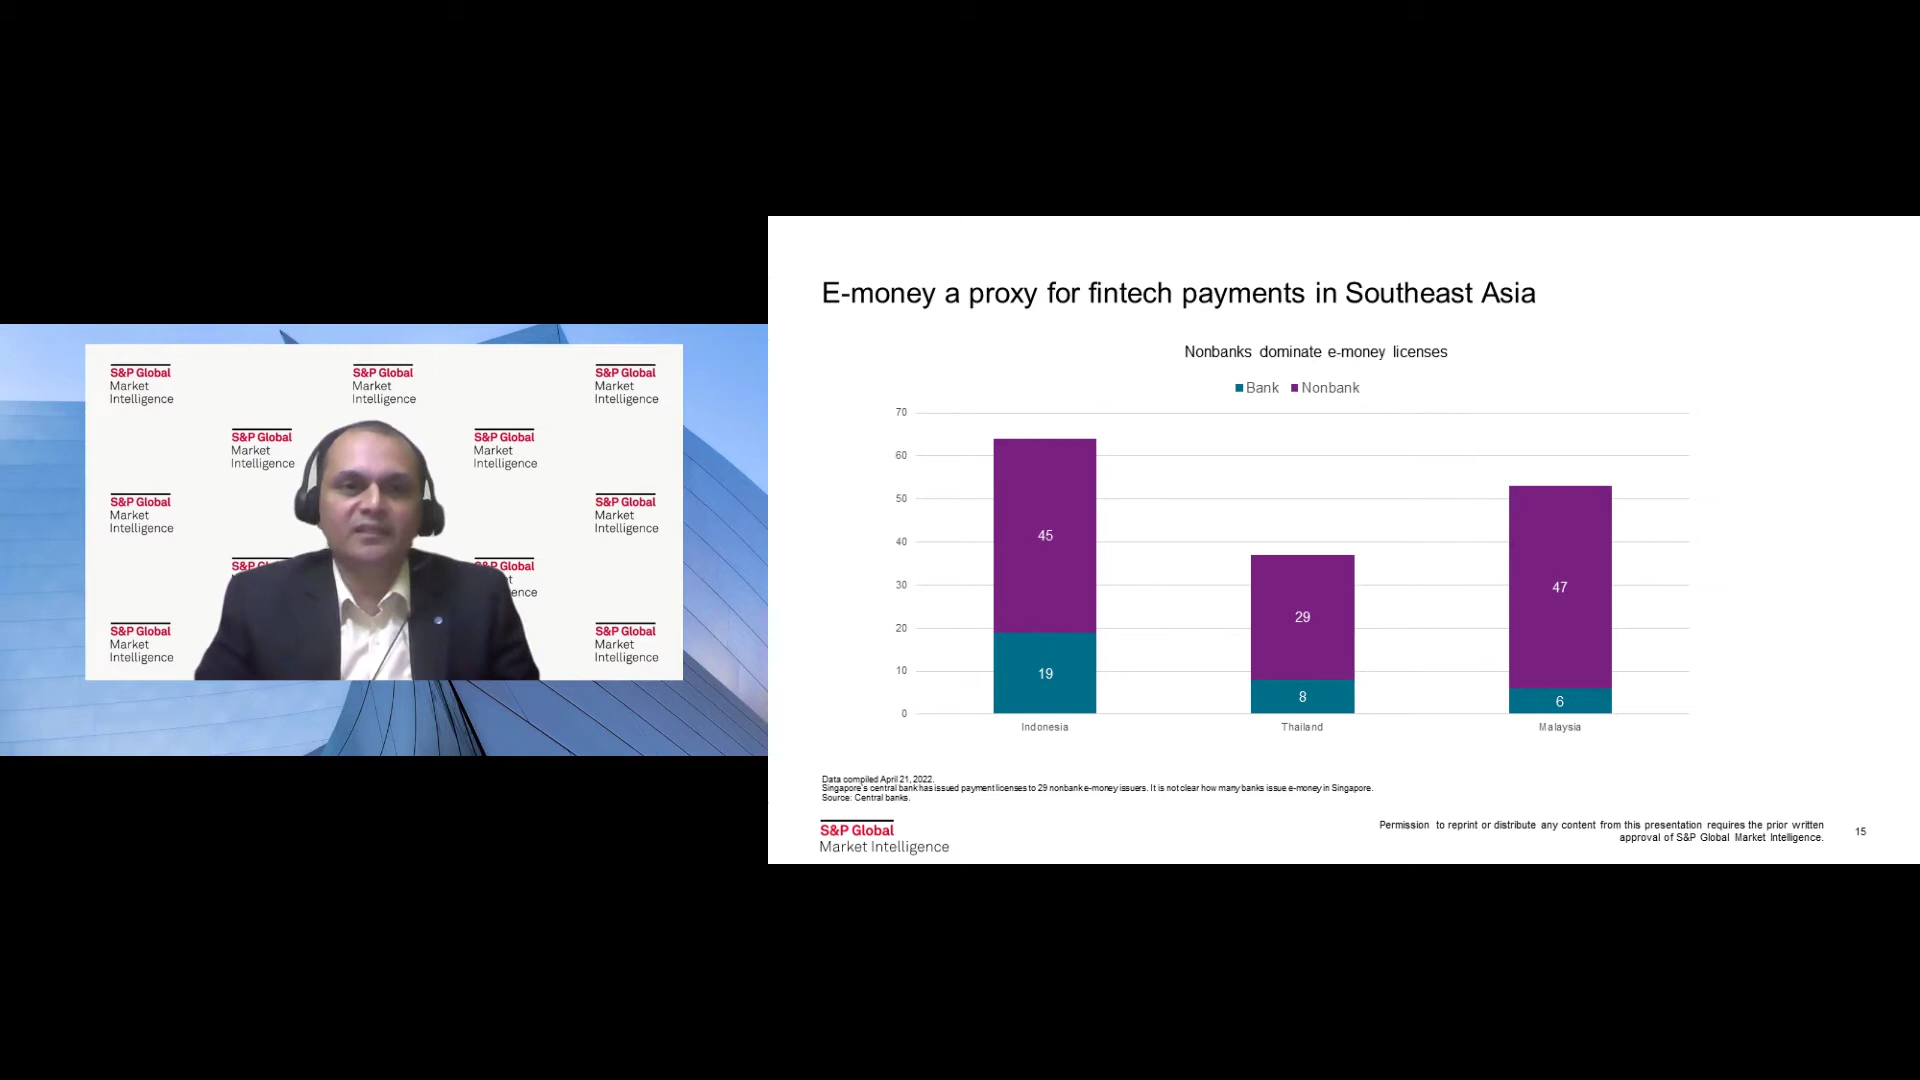 S&P Global
Market
Intelligence
S&P Global
Market
Intelligence
S&P Global
Market
Intelligence
S&P Global
Market
Intelligence
S&P Global
Market
Intelligence
S&P Global
Market
Intelligence
S&P Global
Market
Intelligence
S&P Global
S&P Global
S&P Global
Market
Intelligence
S&P Global
Market
Intelligence
E-money a proxy for fintech payments in Southeast Asia
Nonbanks dominate e-money licenses
Bank Nonbank
70
60
50
40
30
20
10
0
45
19
29
8
47
6
Indonesia Thailand Malaysia
Data compiled April 21, 2022.
Singapore's central bank has issued payment licenses to 29 nonbank e-money issuers. It is not clear how many banks issue e-money in Singapore.
Source: Central banks.
S&P Global
Market Intelligence
Permission to reprint or distribute any content from this presentation requires the prior written
approval of S&P Global Market Intelligence.
15